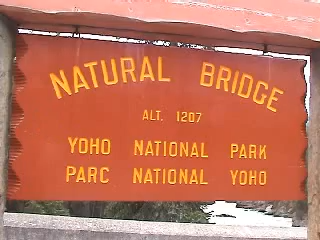 NATURAL BRIDGE
ALT. 1207
YOHO NATIONAL PARK
PARC NATIONAL YOHO